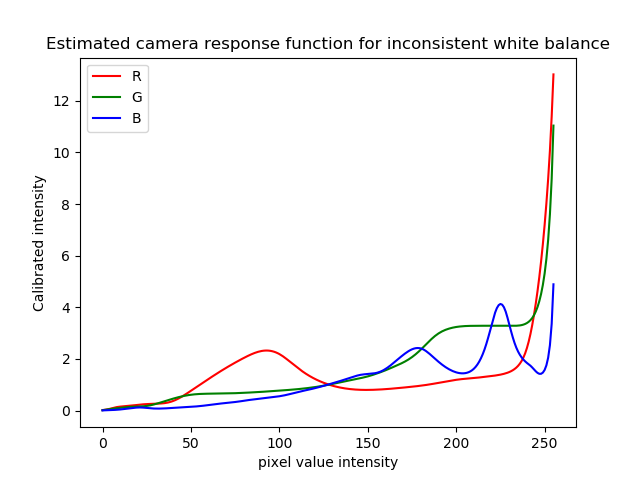 Estimated camera response function for inconsistent white balance
R
G
B
12
10
8
6
4
2
0
Calibrated intensity
0 50 100 150 200 250
pixel value intensity